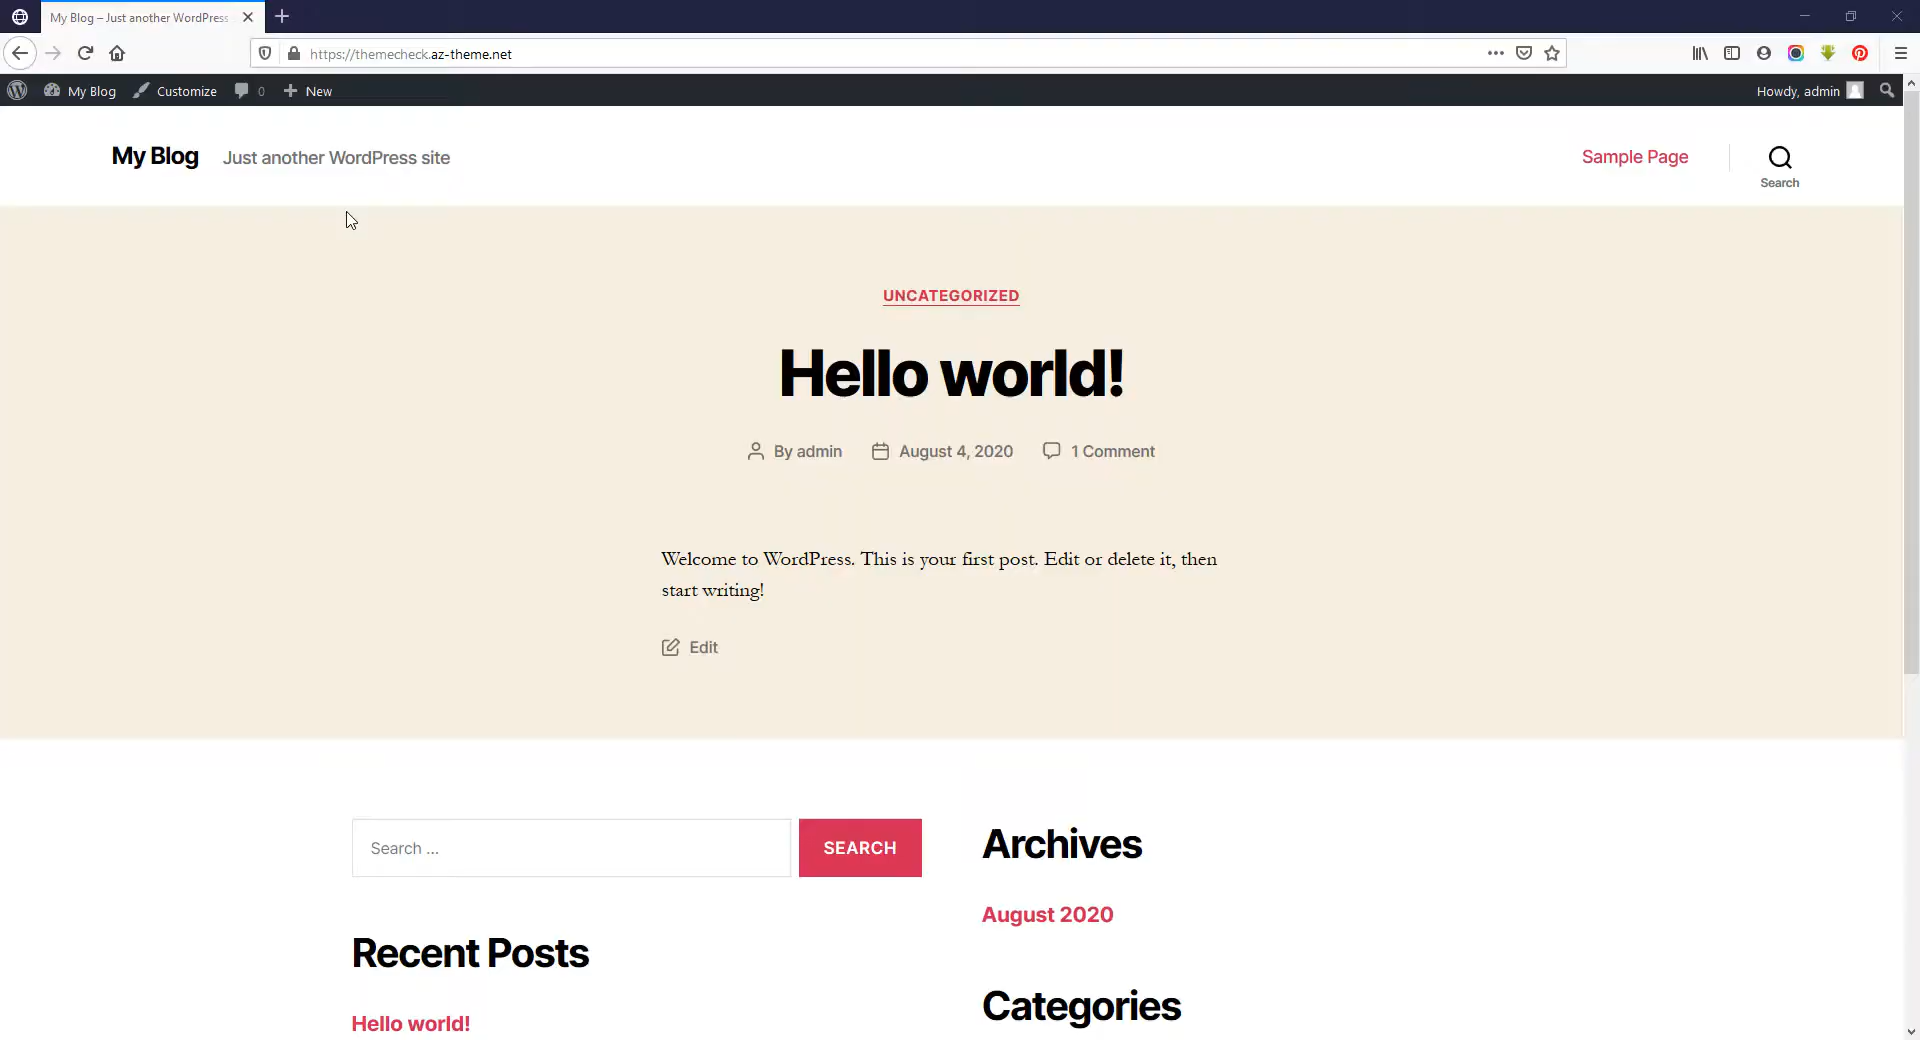 My Blog – Just another WordPress
https://themecheck.az-theme.net
My Blog
Customize
0
New
Howdy, admin
My Blog
Just another WordPress site
Sample Page
Search
UNCATEGORIZED
Hello world!
By admin
August 4, 2020
1 Comment
Welcome to WordPress. This is your first post. Edit or delete it, then
start writing!
Edit
Search ...
SEARCH
Archives
August 2020
Recent Posts
Categories
Hello world!